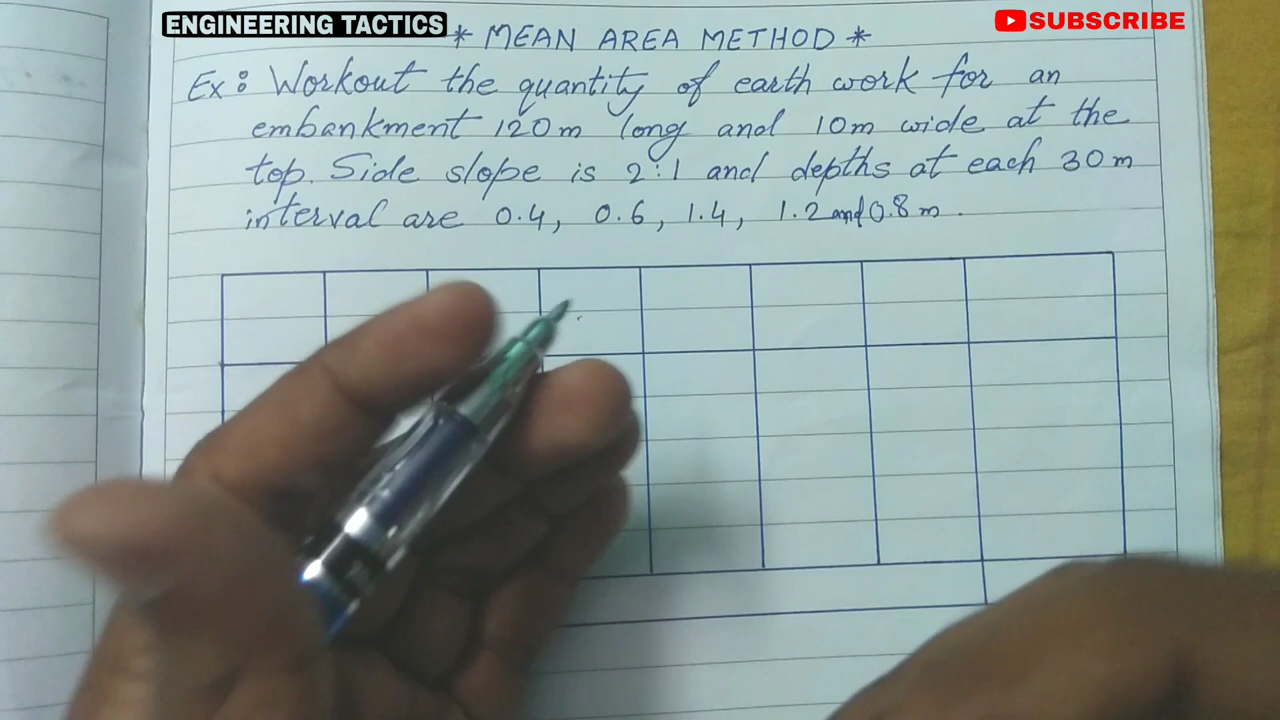 ENGINEERING TACTICS
SUBSCRIBE
* MEAN AREA METHOD *
Ex: Workout the quantity of earth work for an
embankment 120m long and 10m wide at the
top. Side slope is 2:1 and depths at each 30m
interval are 0.4, 0.6, 1.4, 1.2 and 0.8 m.